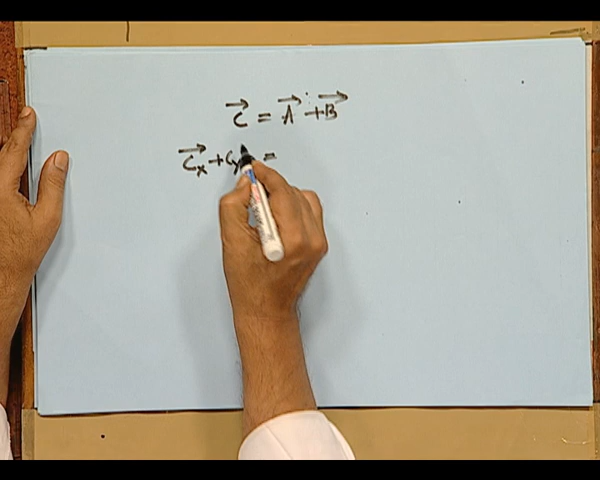 C⃗ = A⃗ + B⃗
C⃗x + Cy =